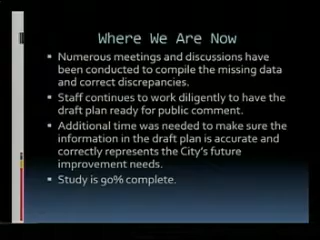 Where We Are Now
Numerous meetings and discussions have
been conducted to compile the missing data
and correct discrepancies.
Staff continues to work diligently to have the
draft plan ready for public comment.
Additional time was needed to make sure the
information in the draft plan is accurate and
correctly represents the City's future
improvement needs.
Study is 90% complete.